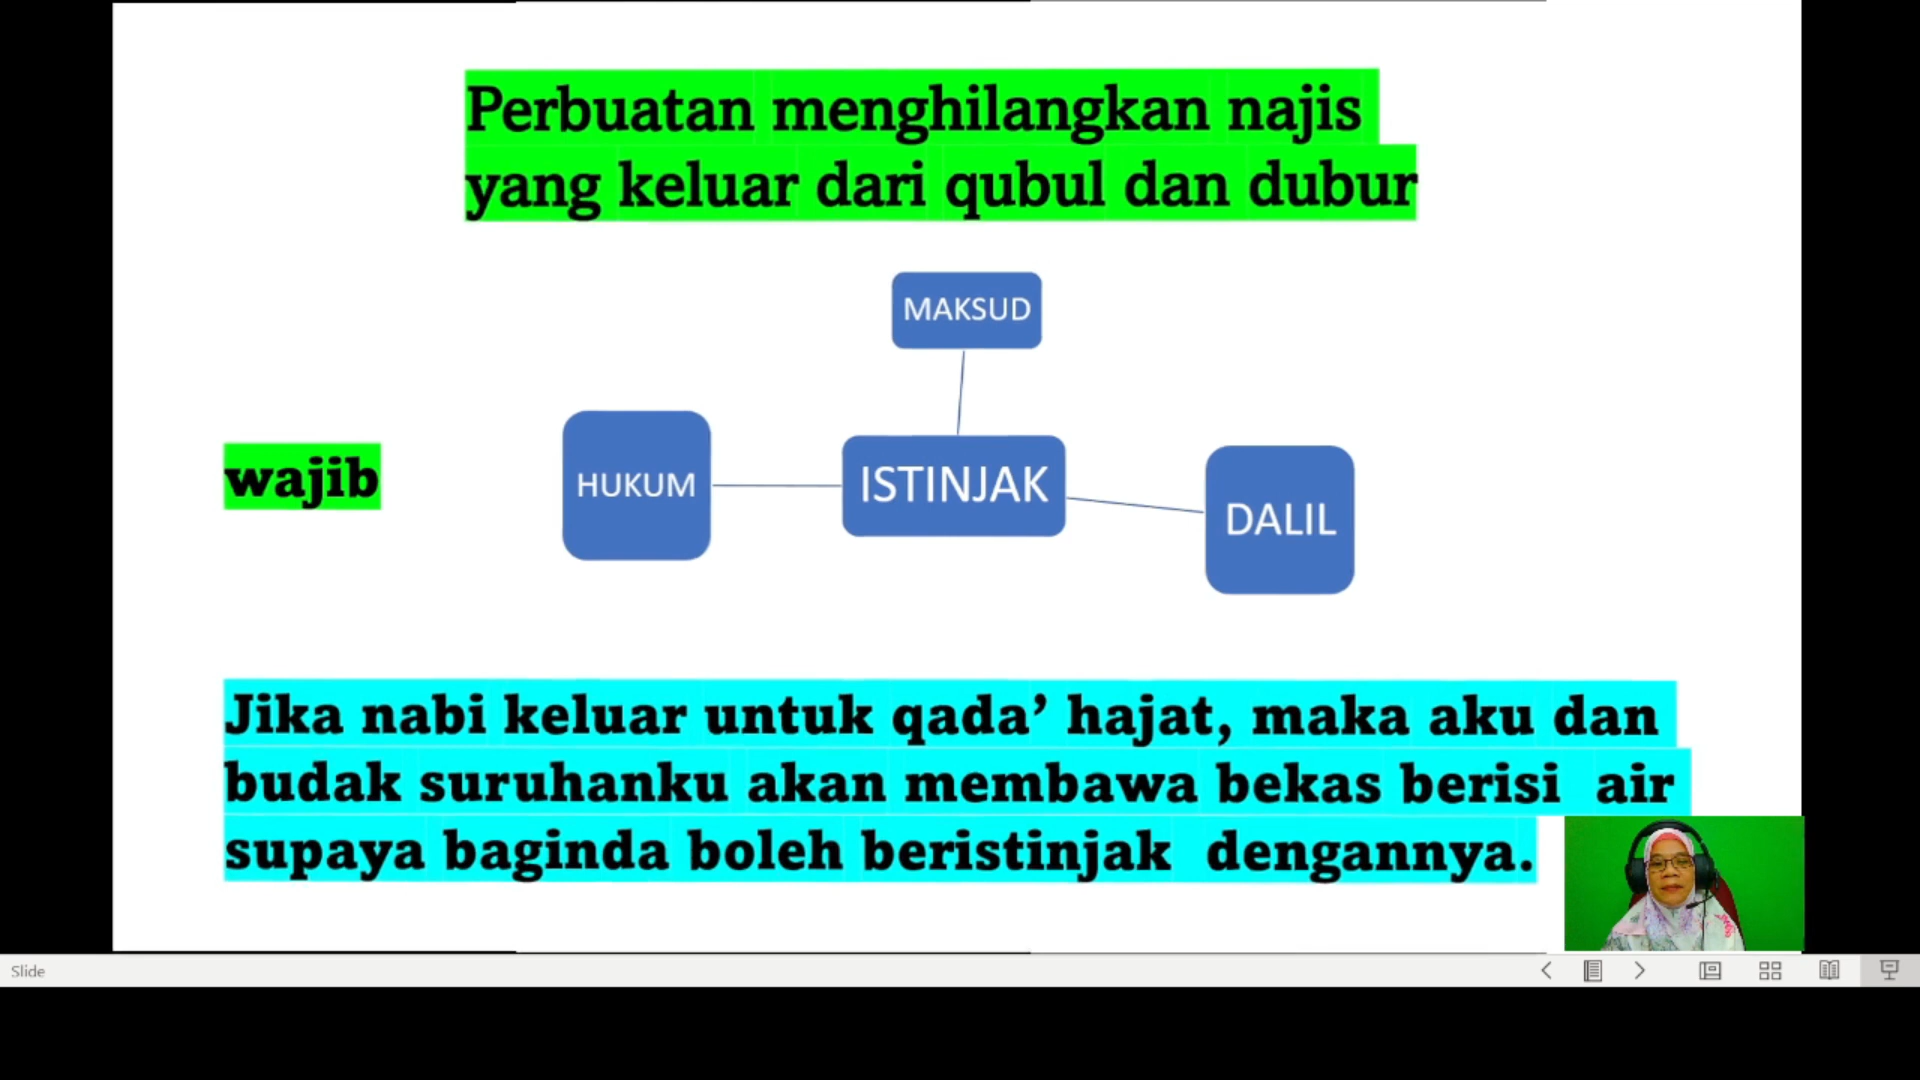 Perbuatan menghilangkan najis
yang keluar dari qubul dan dubur
MAKSUD
wajib
HUKUM
ISTINJAK
DALIL
Jika nabi keluar untuk qada’ hajat, maka aku dan
budak suruhanku akan membawa bekas berisi air
supaya baginda boleh beristinjak dengannya.
Slide